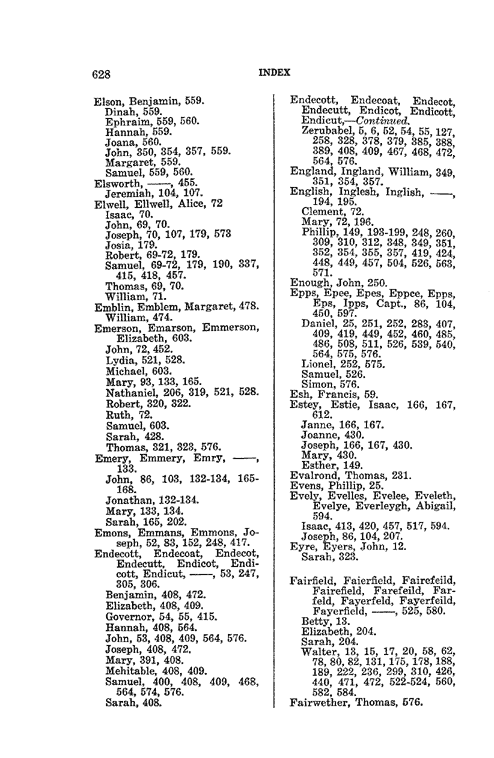 628
INDEX
Elson, Benjamin, 559.
Dinah, 559.
Ephraim, 559, 560.
Hannah, 559.
Joana, 560.
John, 350, 354, 357, 559.
Margaret, 559.
Samuel, 559, 560.
Elsworth, ——, 455.
Jeremiah, 104, 107.
Elwell, Ellwell, Alice, 72
Isaac, 70.
John, 69, 70.
Joseph, 70, 107, 179, 573
Josia, 179.
Robert, 69-72, 179.
Samuel, 69-72, 179, 190, 337,
415, 418, 457.
Thomas, 69, 70.
William, 71.
Emblin, Emblem, Margaret, 478.
William, 474.
Emerson, Emarson, Emmerson,
Elizabeth, 603.
John, 72, 452.
Lydia, 521, 528.
Michael, 603.
Mary, 93, 133, 165.
Nathaniel, 206, 319, 521, 528.
Robert, 320, 322.
Ruth, 72.
Samuel, 603.
Sarah, 428.
Thomas, 321, 323, 576.
Emery, Emmery, Emry, ——,
133.
John, 86, 103, 132-134, 165-
168.
Jonathan, 132-134.
Mary, 133, 134.
Sarah, 165, 202.
Emons, Emmans, Emmons, Jo-
seph, 52, 83, 152, 248, 417.
Endecott, Endecoat, Endecot,
Endecutt, Endicot, Endi-
cott, Endicut, ——, 53, 247,
305, 306.
Benjamin, 408, 472.
Elizabeth, 408, 409.
Governor, 54, 55, 415.
Hannah, 408, 564.
John, 53, 408, 409, 564, 576.
Joseph, 408, 472.
Mary, 391, 408.
Mehitable, 408, 409.
Samuel, 400, 408, 409, 468,
564, 574, 576.
Sarah, 408.
Endecott, Endecoat, Endecot,
Endecutt, Endicot, Endicott,
Endicut,—Continued.
Zerubabel, 5, 6, 52, 54, 55, 127,
258, 328, 378, 379, 385, 388,
389, 408, 409, 467, 468, 472,
564, 576.
England, Ingland, William, 349,
351, 354, 357.
English, Inglesh, Inglish, ——,
194, 195.
Clement, 72.
Mary, 72, 196.
Phillip, 149, 193-199, 248, 260,
309, 310, 312, 348, 349, 351,
352, 354, 355, 357, 419, 424,
448, 449, 457, 504, 526, 563,
571.
Enough, John, 250.
Epps, Epee, Epes, Eppee, Epps,
Eps, Ipps, Capt., 86, 104,
450, 597.
Daniel, 25, 251, 252, 283, 407,
409, 419, 449, 452, 460, 485,
486, 508, 511, 526, 539, 540,
564, 575, 576.
Lionel, 252, 575.
Samuel, 526.
Simon, 576.
Esh, Francis, 59.
Estey, Estie, Isaac, 166, 167,
612.
Janne, 166, 167.
Joanne, 430.
Joseph, 166, 167, 430.
Mary, 430.
Esther, 149.
Evalrond, Thomas, 231.
Evens, Phillip, 25.
Evely, Evelles, Evelee, Eveleth,
Evelye, Everleygh, Abigail,
594.
Isaac, 413, 420, 457, 517, 594.
Joseph, 86, 104, 207.
Eyre, Eyers, John, 12.
Sarah, 323.
Fairfield, Faierfield, Fairefeild,
Fairefield, Farefeild, Far-
feld, Fayerfeld, Fayerfeild,
Fayerfield, ——, 525, 580.
Betty, 13.
Elizabeth, 204.
Sarah, 204.
Walter, 13, 15, 17, 20, 58, 62,
78, 80, 82, 131, 175, 178, 188,
189, 222, 236, 299, 310, 426,
440, 471, 472, 522-524, 560,
582, 584.
Fairwether, Thomas, 576.